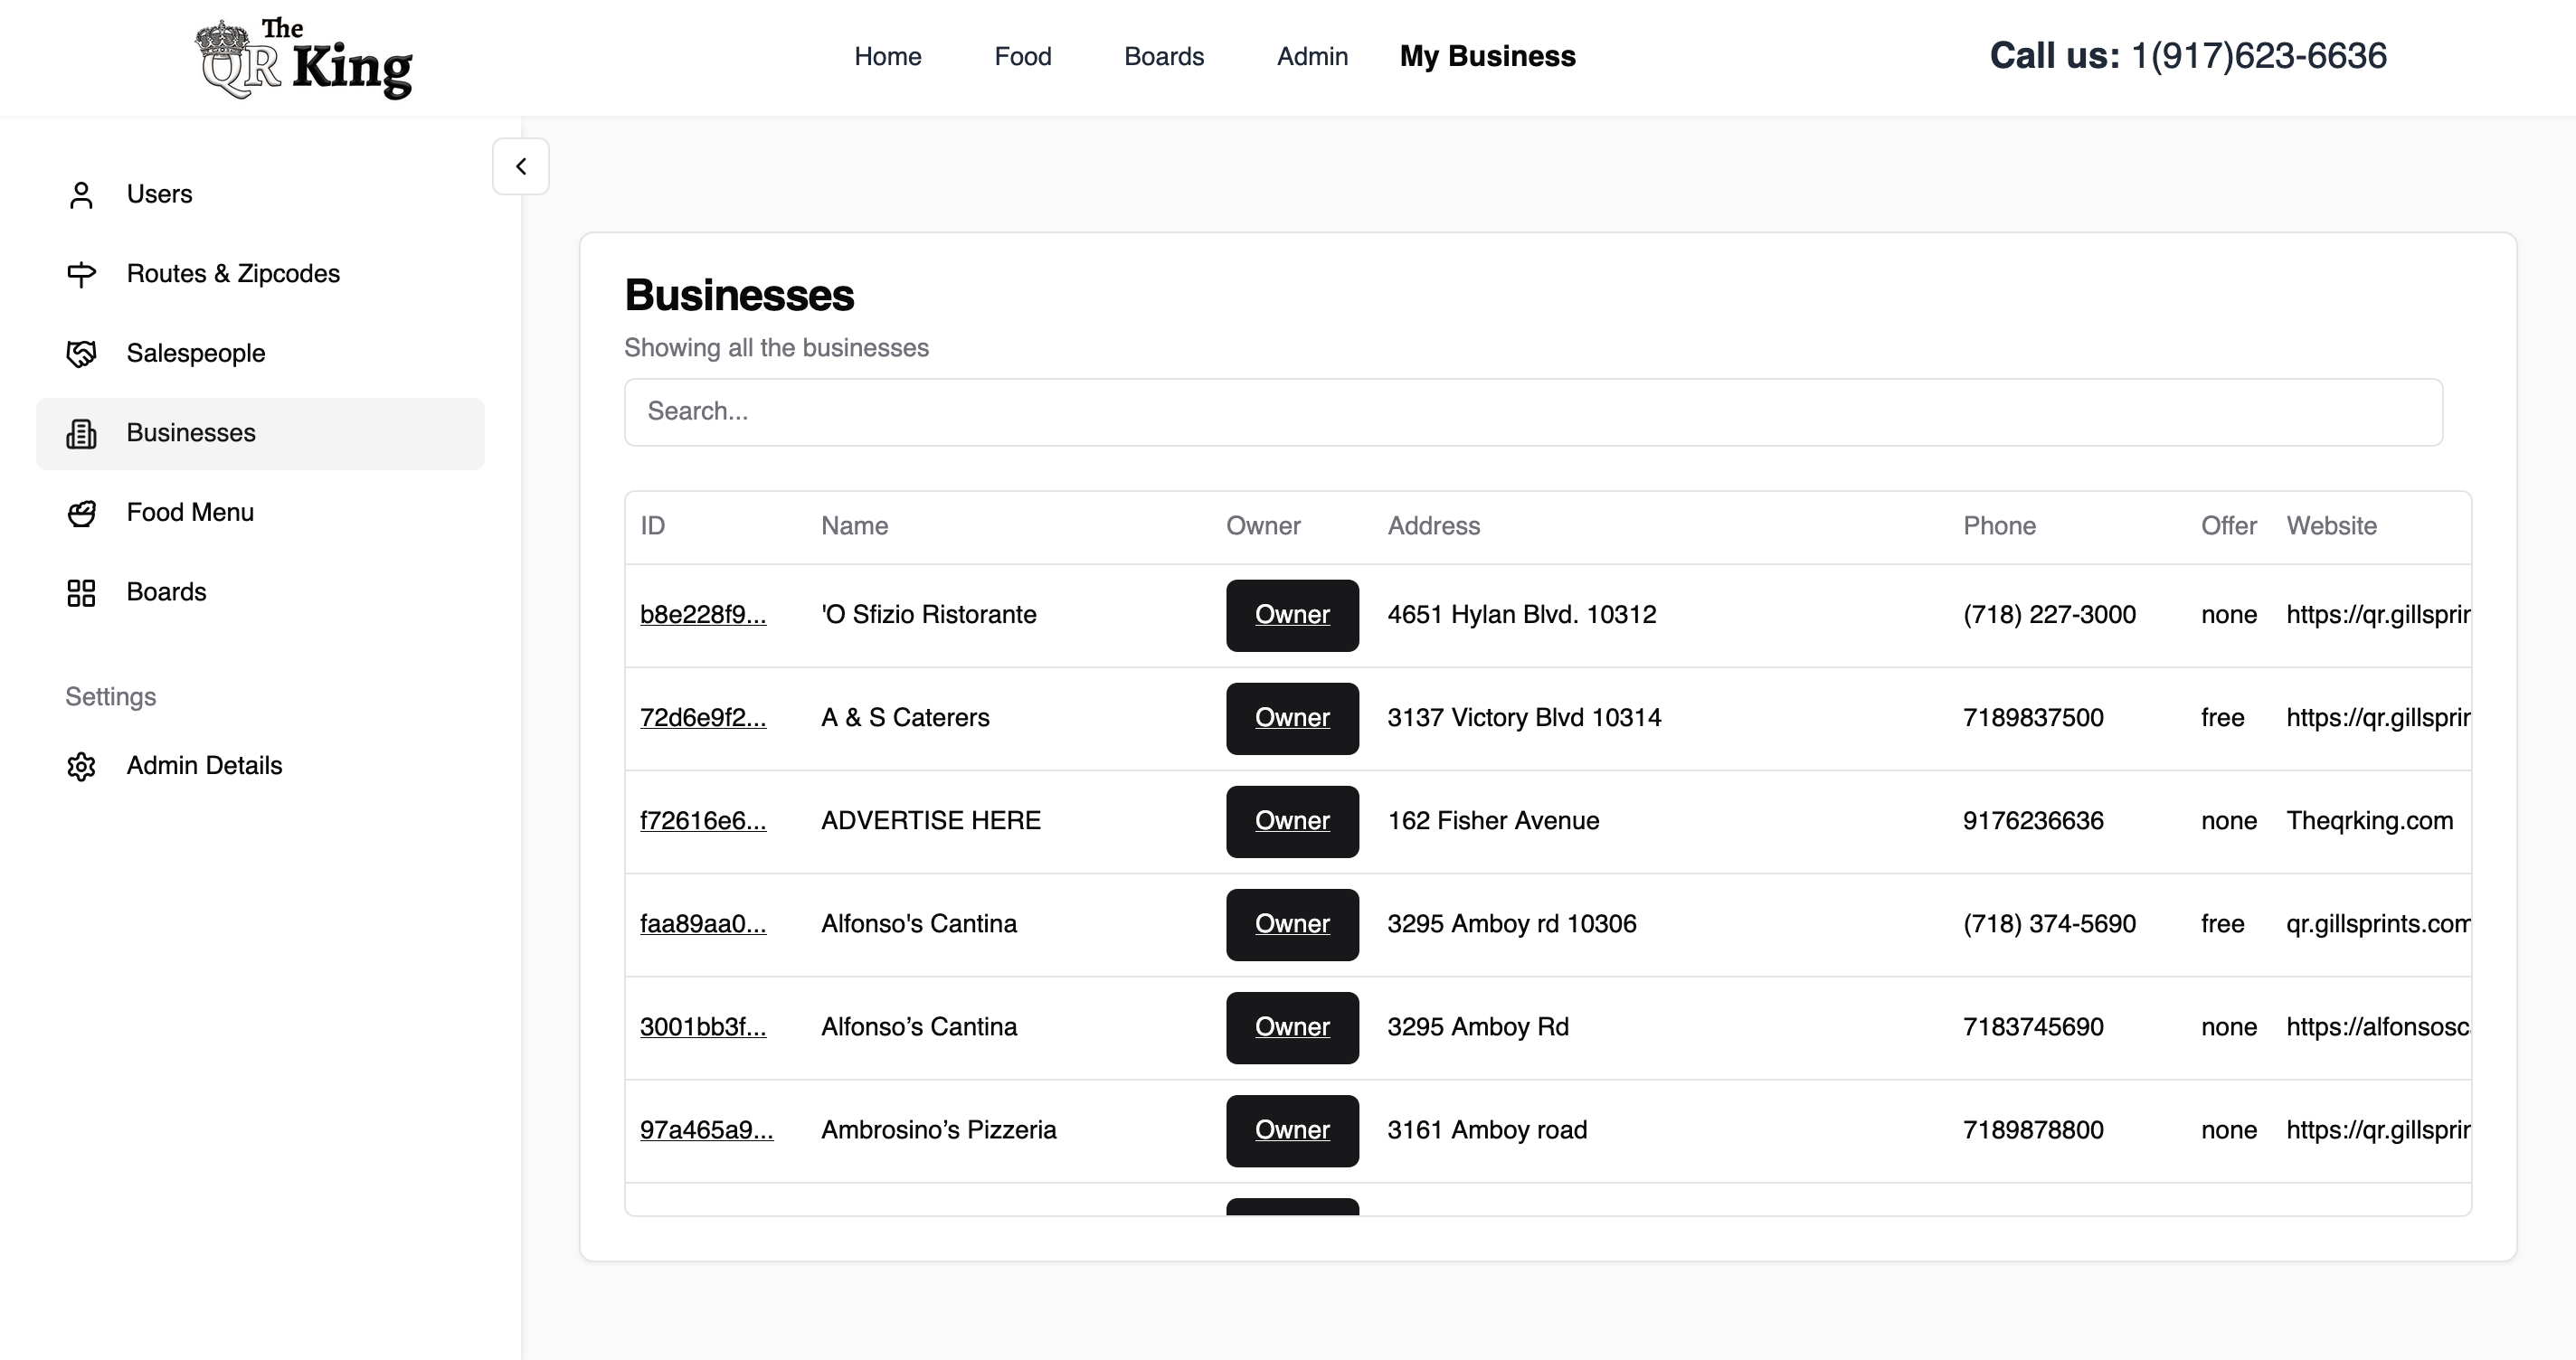 The
QR King
Home Food Boards Admin My Business
Call us: 1(917)623-6636
Users
Routes & Zipcodes
Salespeople
Businesses
Food Menu
Boards
Settings
Admin Details
Businesses
Showing all the businesses
Search...
ID Name Owner Address Phone Offer Website
b8e228f9... 'O Sfizio Ristorante Owner 4651 Hylan Blvd. 10312 (718) 227-3000 none https://qr.gillsprin
72d6e9f2... A & S Caterers Owner 3137 Victory Blvd 10314 7189837500 free https://qr.gillsprin
f72616e6... ADVERTISE HERE Owner 162 Fisher Avenue 9176236636 none Theqrking.com
faa89aa0... Alfonso's Cantina Owner 3295 Amboy rd 10306 (718) 374-5690 free qr.gillsprints.com
3001bb3f... Alfonso’s Cantina Owner 3295 Amboy Rd 7183745690 none https://alfonsosc
97a465a9... Ambrosino’s Pizzeria Owner 3161 Amboy road 7189878800 none https://qr.gillsprin